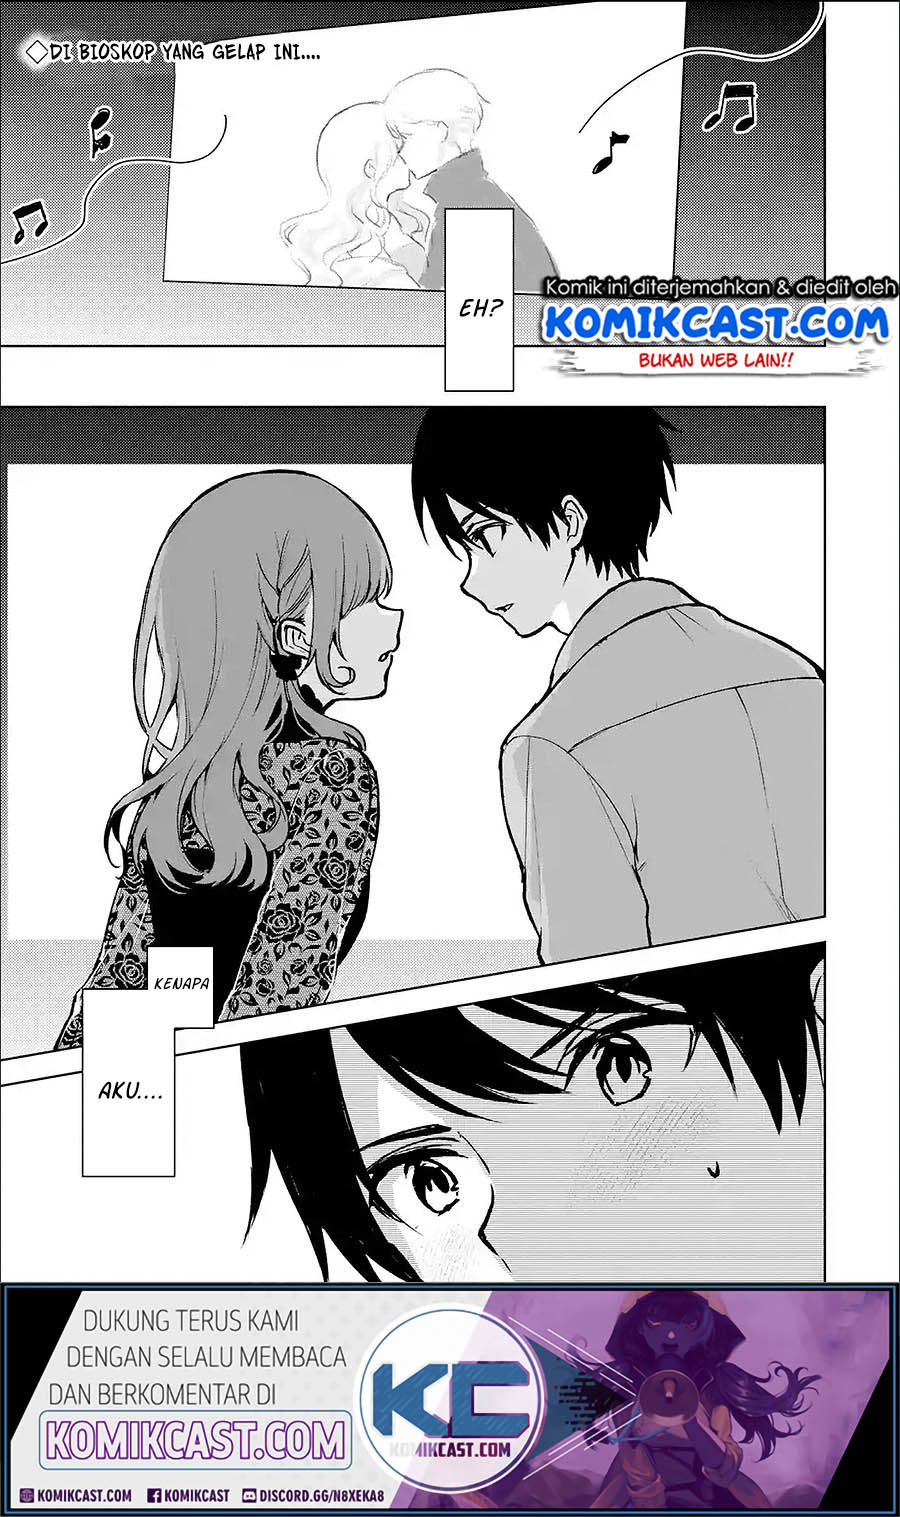 ◇DI BIOSKOP YANG GELAP INI....
EH?
Komik ini diterjemahkan & diedit oleh
KOMIKCAST.COM
BUKAN WEB LAIN!!
KENAPA
AKU....
DUKUNG TERUS KAMI
DENGAN SELALU MEMBACA
DAN BERKOMENTAR DI
KOMIKCAST.COM
KC
KOMIKCAST.COM
KOMIKCAST.COM
KOMIKCAST
DISCORD.GG/N8XEKA8